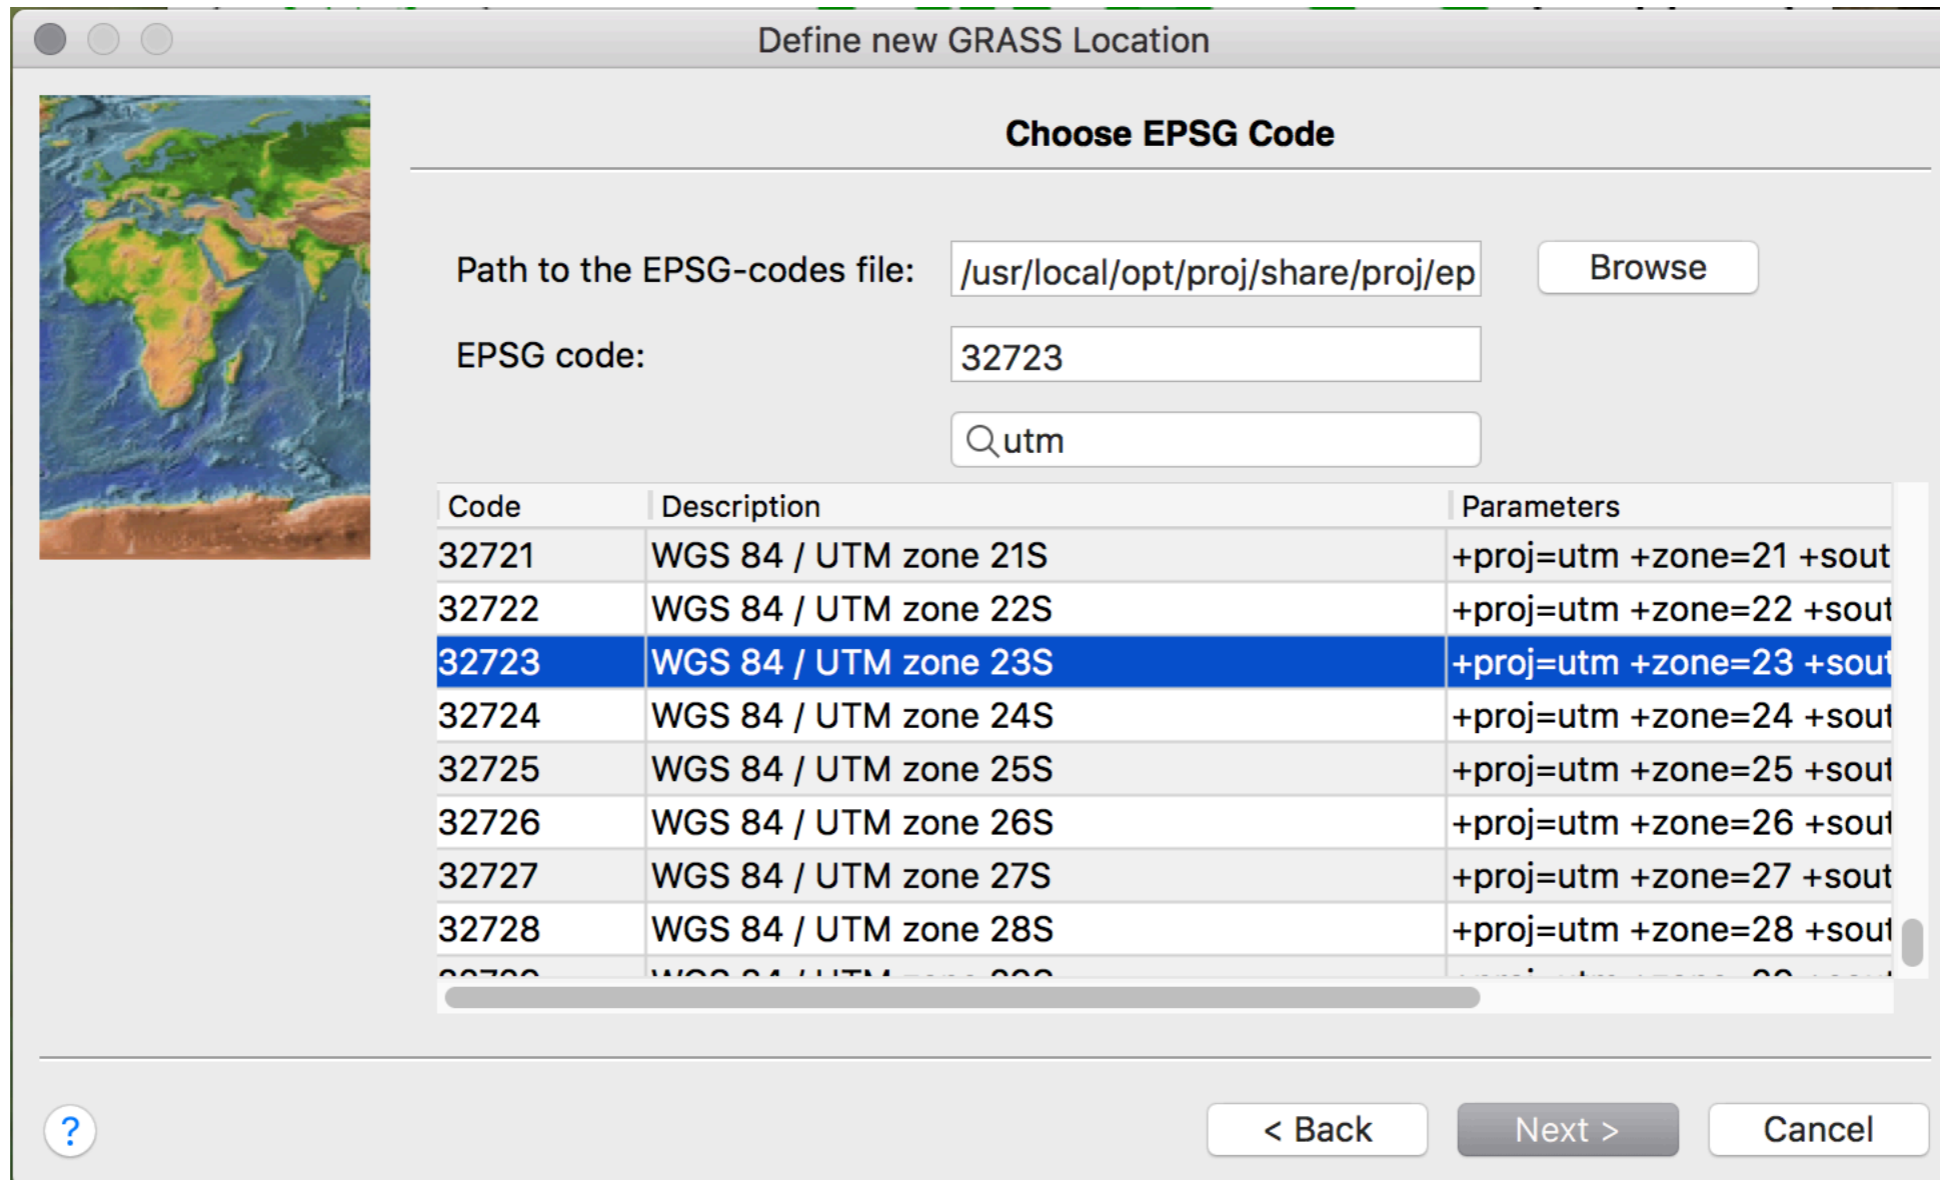 Define new GRASS Location
Choose EPSG Code
Path to the EPSG-codes file: /usr/local/opt/proj/share/proj/ep Browse
EPSG code: 32723
utm
Code Description Parameters
32721 WGS 84 / UTM zone 21S +proj=utm +zone=21 +sout
32722 WGS 84 / UTM zone 22S +proj=utm +zone=22 +sout
32723 WGS 84 / UTM zone 23S +proj=utm +zone=23 +sout
32724 WGS 84 / UTM zone 24S +proj=utm +zone=24 +sout
32725 WGS 84 / UTM zone 25S +proj=utm +zone=25 +sout
32726 WGS 84 / UTM zone 26S +proj=utm +zone=26 +sout
32727 WGS 84 / UTM zone 27S +proj=utm +zone=27 +sout
32728 WGS 84 / UTM zone 28S +proj=utm +zone=28 +sout
? < Back Next > Cancel